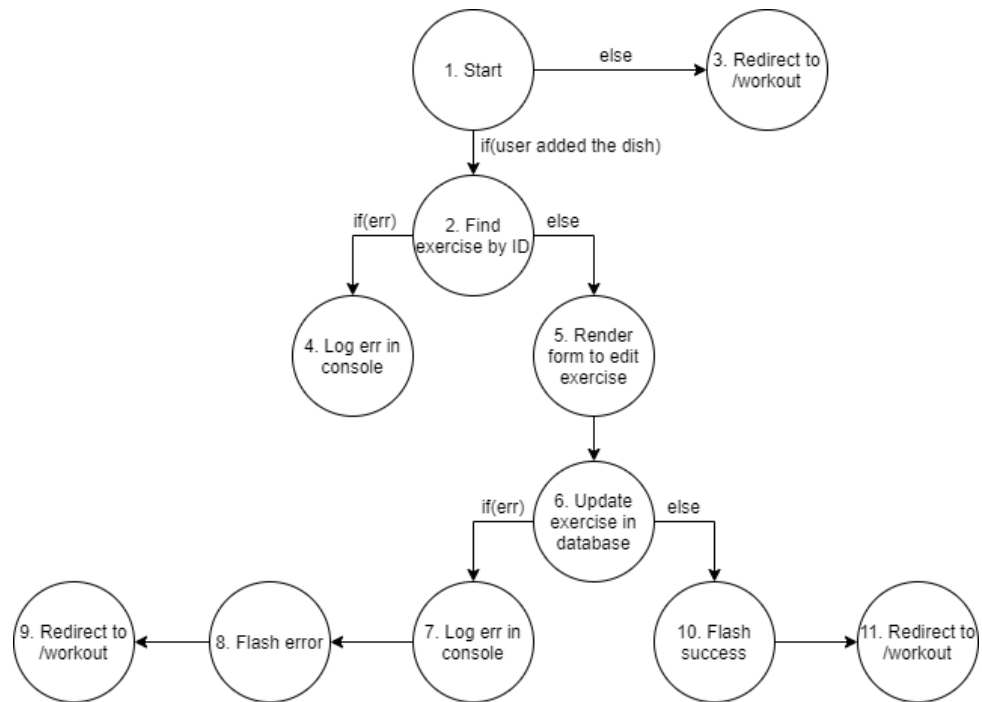 1. Start
else
3. Redirect to
/workout
if(user added the dish)
if(err)
2. Find
exercise by ID
else
4. Log err in
console
5. Render
form to edit
exercise
if(err)
6. Update
exercise in
database
else
9. Redirect to
/workout
8. Flash error
7. Log err in
console
10. Flash
success
11. Redirect to
/workout